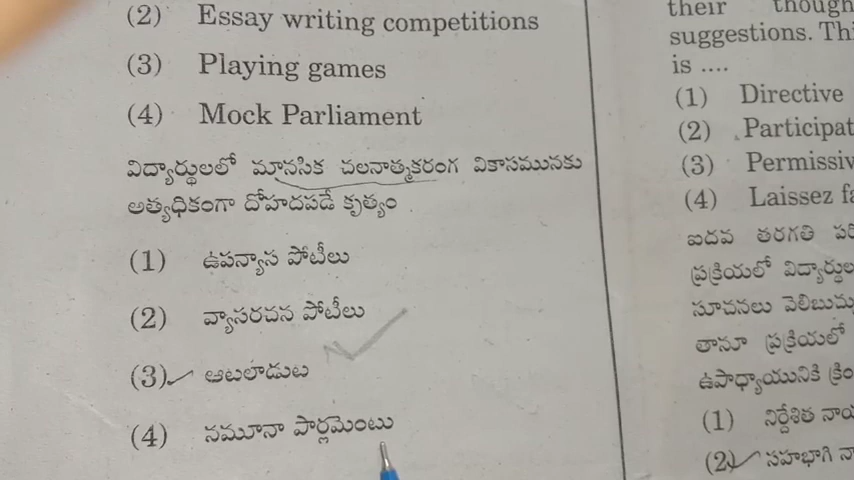 (2) Essay writing competitions
(3) Playing games
(4) Mock Parliament
విద్యార్థులలో మానసిక చలనాత్మకరంగ వికాసమునకు
అత్యధికంగా దోహదపడే కృత్యం
(1) ఉపన్యాస పోటీలు
(2) వ్యాసరచన పోటీలు
(3) ఆటలాడుట
(4) నమూనా పార్లమెంటు
their
suggestions.
is ....
(1) Directive
(2)
(3)
(4) Laissez
ఐదవ తరగతి
ప్రక్రియలో
సూచనలు
తానూ ప్రక్రియలో
ఉపాధ్యాయునికి
(1) నిర్దేశిత
(2) సహభాగి